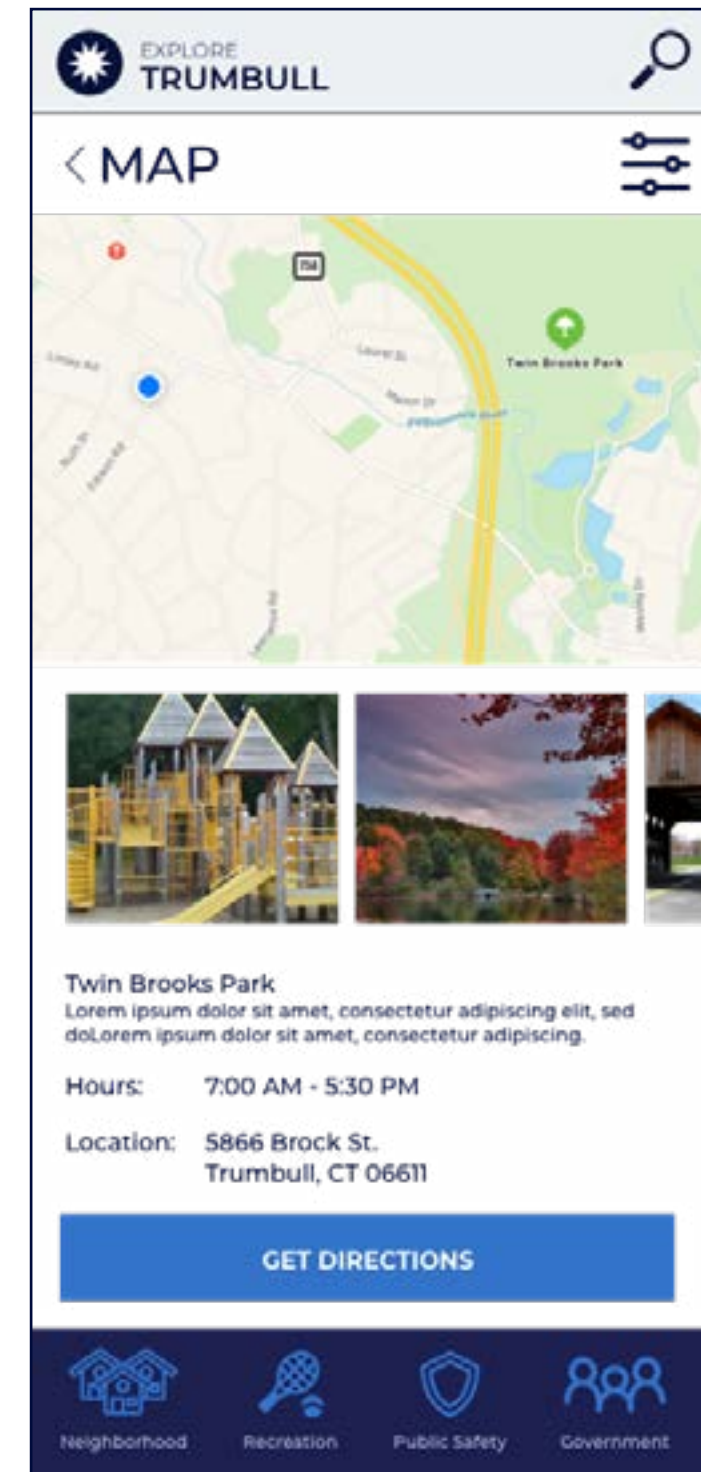 EXPLORE
TRUMBULL
MAP
Laurel St
Twin Brooks Park
Twin Brooks Park
Lorem ipsum dolor sit amet, consectetur adipiscing elit, sed
doLorem ipsum dolor sit amet, consectetur adipiscing.
Hours: 7:00 AM - 5:30 PM
Location: 5866 Brock St.
Trumbull, CT 06611
GET DIRECTIONS
Neighborhood Recreation Public Safety Government